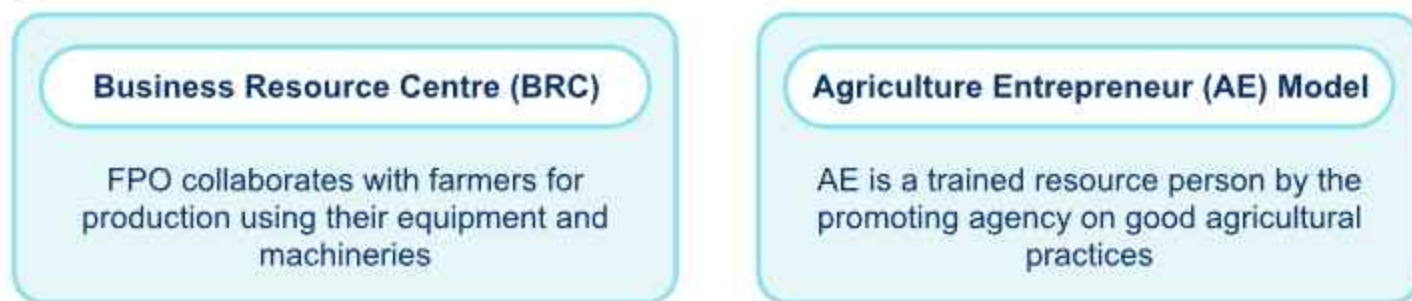 Business Resource Centre (BRC)
FPO collaborates with farmers for
production using their equipment and
machineries
Agriculture Entrepreneur (AE) Model
AE is a trained resource person by the
promoting agency on good agricultural
practices